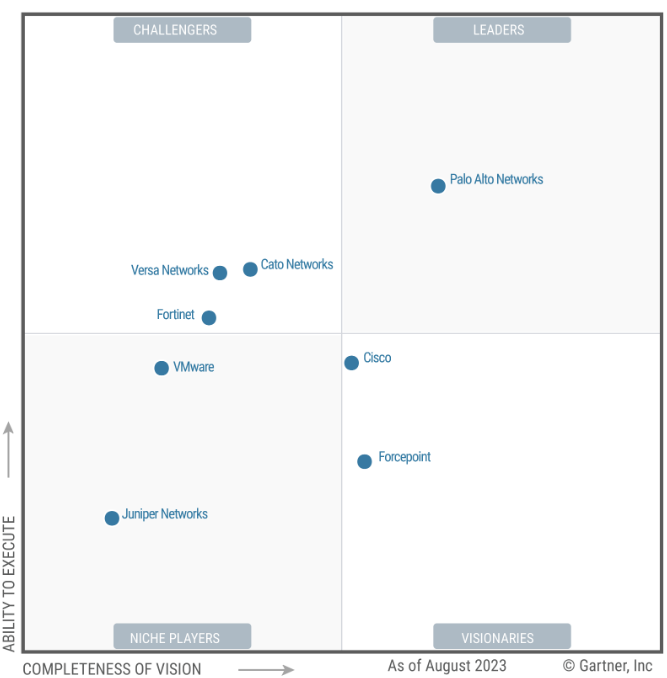 CHALLENGERS
LEADERS
Palo Alto Networks
Versa Networks
Cato Networks
Fortinet
VMware
Cisco
Forcepoint
Juniper Networks
NICHE PLAYERS
VISIONARIES
ABILITY TO EXECUTE
COMPLETENESS OF VISION
As of August 2023
© Gartner, Inc